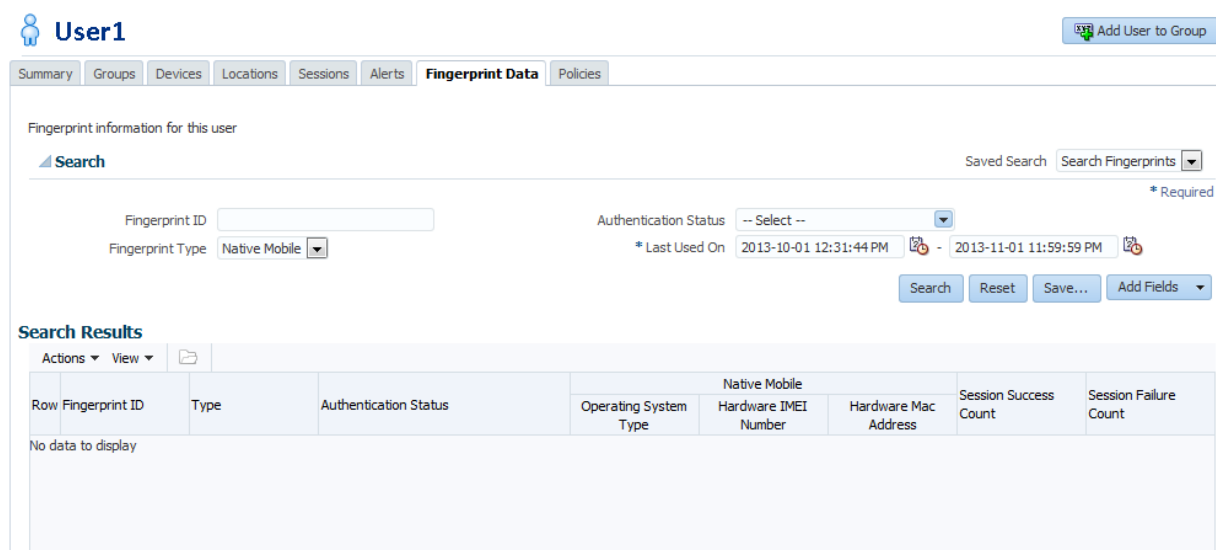 User1
Add User to Group
Summary Groups Devices Locations Sessions Alerts Fingerprint Data Policies
Fingerprint information for this user
Search
Saved Search Search Fingerprints
* Required
Fingerprint ID
Authentication Status -- Select --
Fingerprint Type Native Mobile
* Last Used On 2013-10-01 12:31:44 PM - 2013-11-01 11:59:59 PM
Search Reset Save... Add Fields
Search Results
Actions View
Row Fingerprint ID Type Authentication Status
Native Mobile
Operating System Type
Hardware IMEI Number
Hardware Mac Address
Session Success Count
Session Failure Count
No data to display